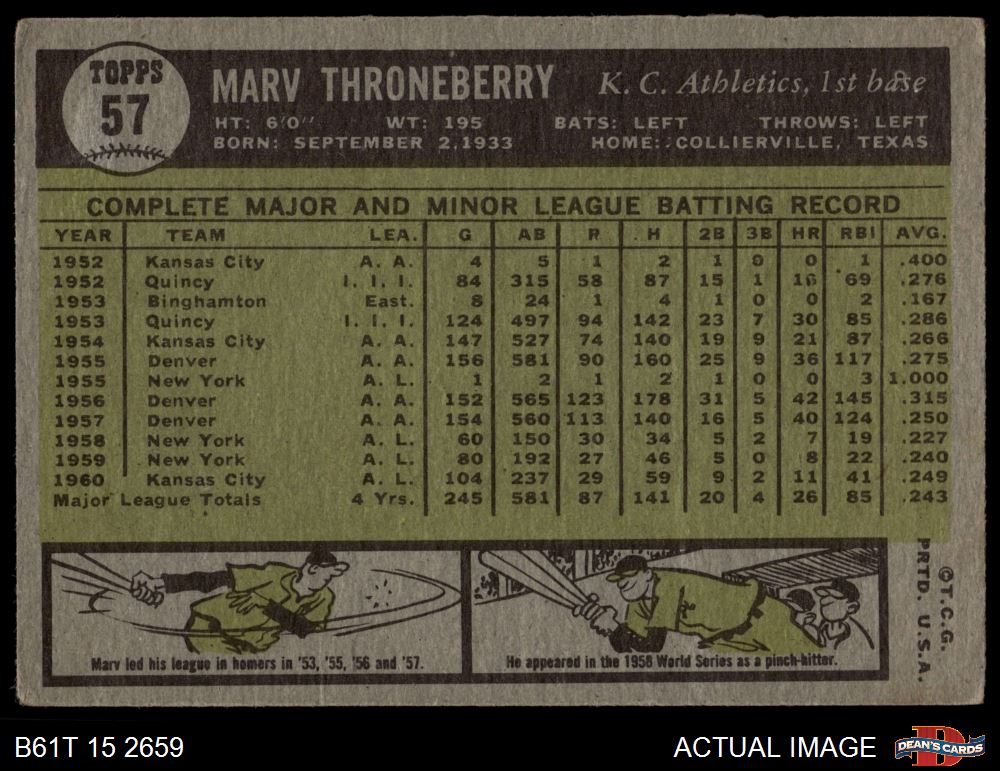 TOPPS
57
MARV THRONEBERRY K. C. Athletics, 1st base
HT: 6'0" WT: 195 BATS: LEFT THROWS: LEFT
BORN: SEPTEMBER 2, 1933 HOME: COLLIERVILLE, TEXAS
COMPLETE MAJOR AND MINOR LEAGUE BATTING RECORD
YEAR TEAM LEA. G AB R H 2B 3B HR RBI AVG.
1952 Kansas City A. A. 4 5 1 2 1 0 0 1 .400
1952 Quincy I. I. I. 84 315 58 87 15 1 16 69 .276
1953 Binghamton East. 8 24 1 4 1 0 0 2 .167
1953 Quincy I. I. I. 124 497 94 142 23 7 30 85 .286
1954 Kansas City A. A. 147 527 74 140 19 9 21 87 .266
1955 Denver A. A. 156 581 90 160 25 9 36 117 .275
1955 New York A. L. 1 2 1 2 1 0 0 3 1.000
1956 Denver A. A. 152 565 123 178 31 5 42 145 .315
1957 Denver A. A. 154 560 113 140 16 5 40 124 .250
1958 New York A. L. 60 150 30 34 5 2 7 19 .227
1959 New York A. L. 80 192 27 46 5 0 8 22 .240
1960 Kansas City A. L. 104 237 29 59 9 2 11 41 .249
Major League Totals 4 Yrs. 245 581 87 141 20 4 26 85 .243
Marv led his league in homers in '53, '55, '56 and '57.
He appeared in the 1958 World Series as a pinch-hitter.
©T.C.G.
PRTD. U.S.A.
B61T 15 2659 ACTUAL IMAGE
DEAN'S CARDS